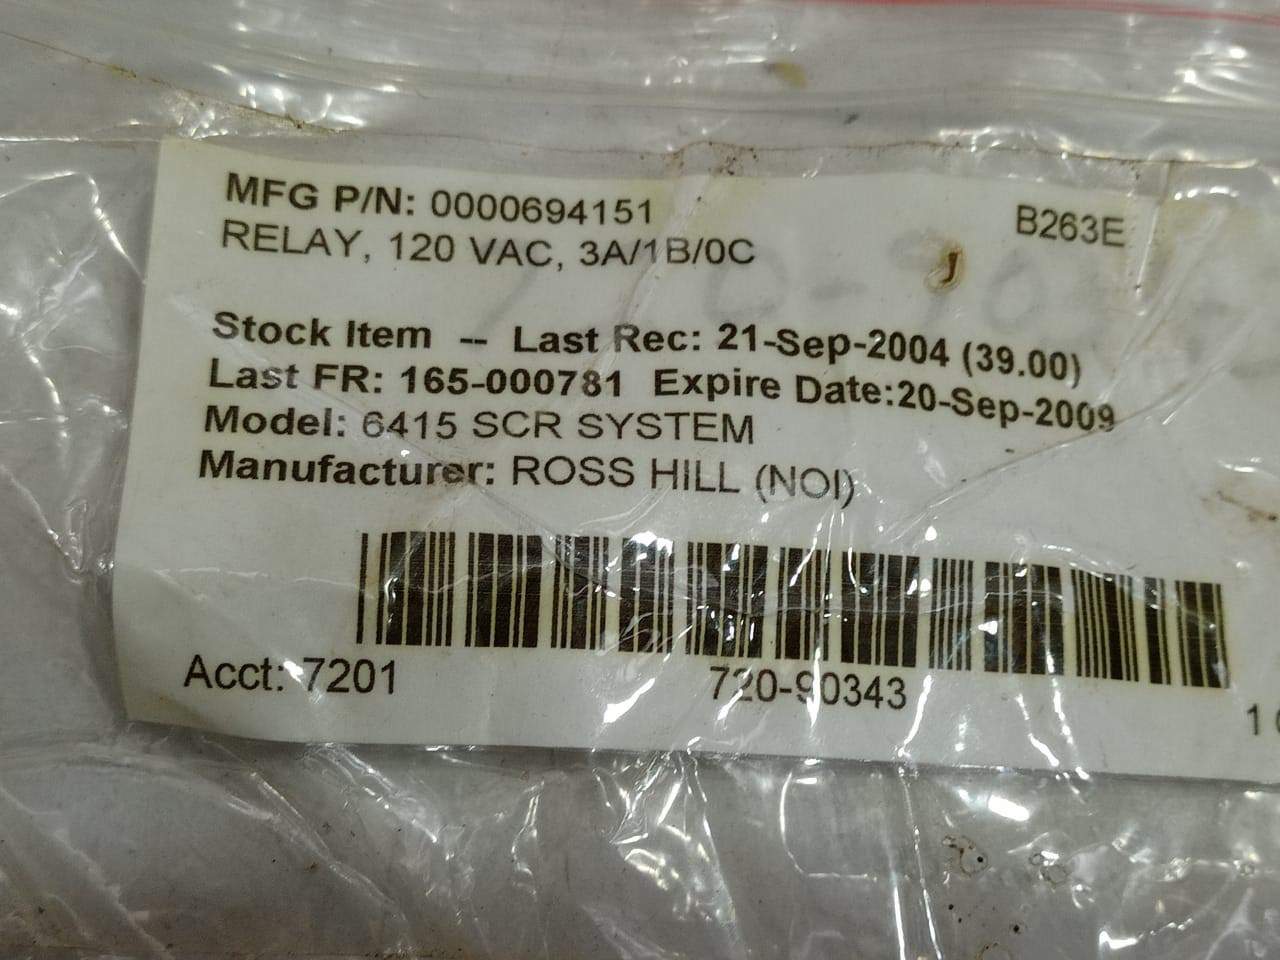 MFG P/N: 0000694151 B263E
RELAY, 120 VAC, 3A/1B/0C
Stock Item -- Last Rec: 21-Sep-2004 (39.00)
Last FR: 165-000781 Expire Date:20-Sep-2009
Model: 6415 SCR SYSTEM
Manufacturer: ROSS HILL (NOI)
Acct: 7201 720-90343
1